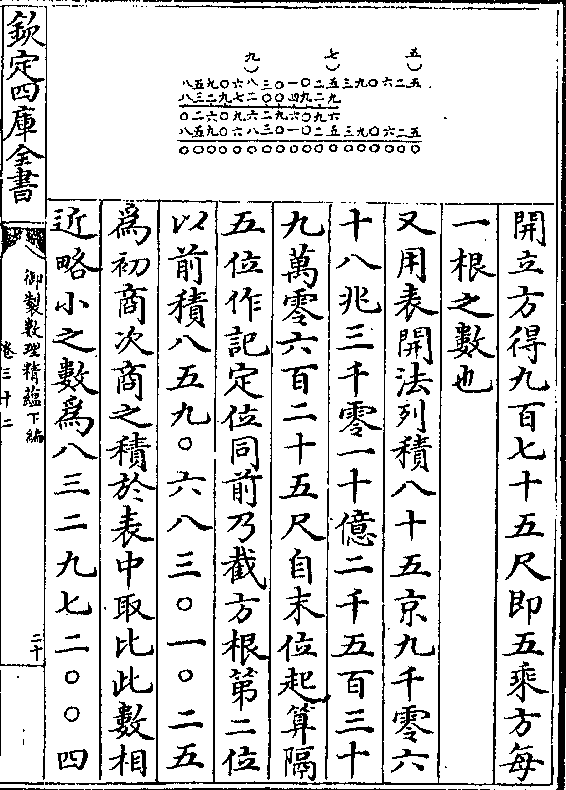 九) 七) 五)
八五九〇六八三〇一〇二五三九〇六二五
八三二九七二〇〇四九二九
〇二六〇九六二九六〇九六
八五九〇六八三〇一〇二五三九〇六二五
〇〇〇〇〇〇〇〇〇〇〇〇〇〇〇〇〇〇
開立方得九百七十五尺即五乘方每
一根之數也
又用表開法列積八十五京九千零六
十八兆三千零一十億二千五百三十
九萬零六百二十五尺自末位起算隔
五位作記定位同前乃截方根第二位
以前積八五九〇六八三〇一〇二五
爲初商次商之積於表中取比此數相
近略小之數爲八三二九七二〇〇四
欽定四庫全書
御製數理精蘊下編
卷三十二
二十